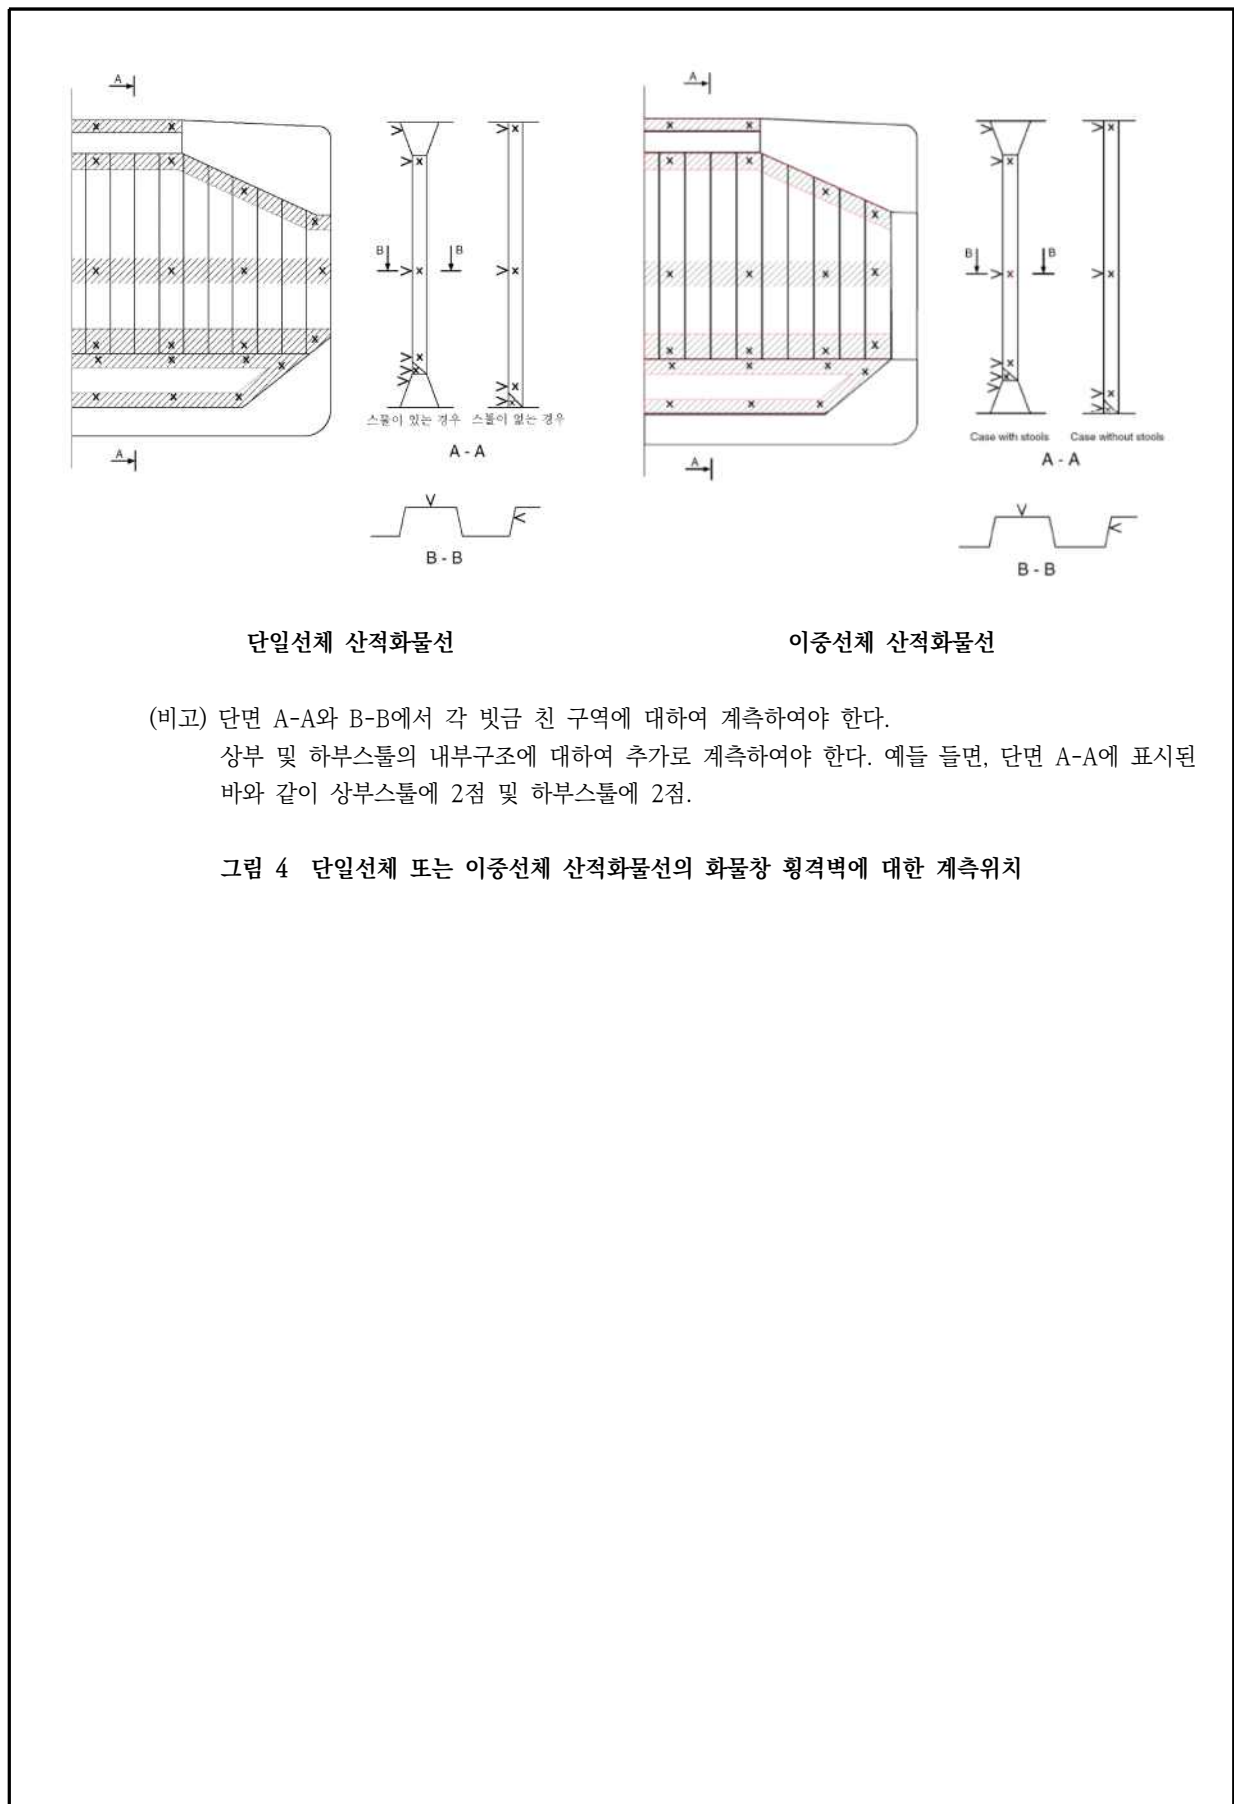 A
A
B
B
스툴이 있는 경우 스툴이 없는 경우
A - A
A
B - B
A
A
B
B
Case with stools Case without stools
A - A
A
B - B
단일선체 산적화물선
이중선체 산적화물선
(비고) 단면 A-A와 B-B에서 각 빗금 친 구역에 대하여 계측하여야 한다.
상부 및 하부스툴의 내부구조에 대하여 추가로 계측하여야 한다. 예들 들면, 단면 A-A에 표시된
바와 같이 상부스툴에 2점 및 하부스툴에 2점.
그림 4 단일선체 또는 이중선체 산적화물선의 화물창 횡격벽에 대한 계측위치